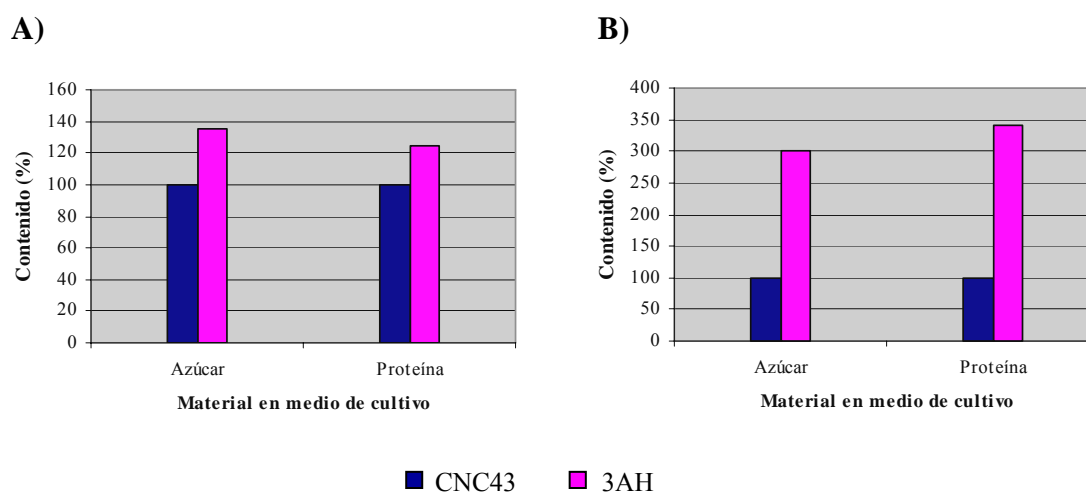 A)
160
140
120
100
80
60
40
20
0
Contenido (%)
Azúcar
Proteína
Material en medio de cultivo
B)
400
350
300
250
200
150
100
50
0
Contenido (%)
Azúcar
Proteína
Material en medio de cultivo
CNC43
3AH